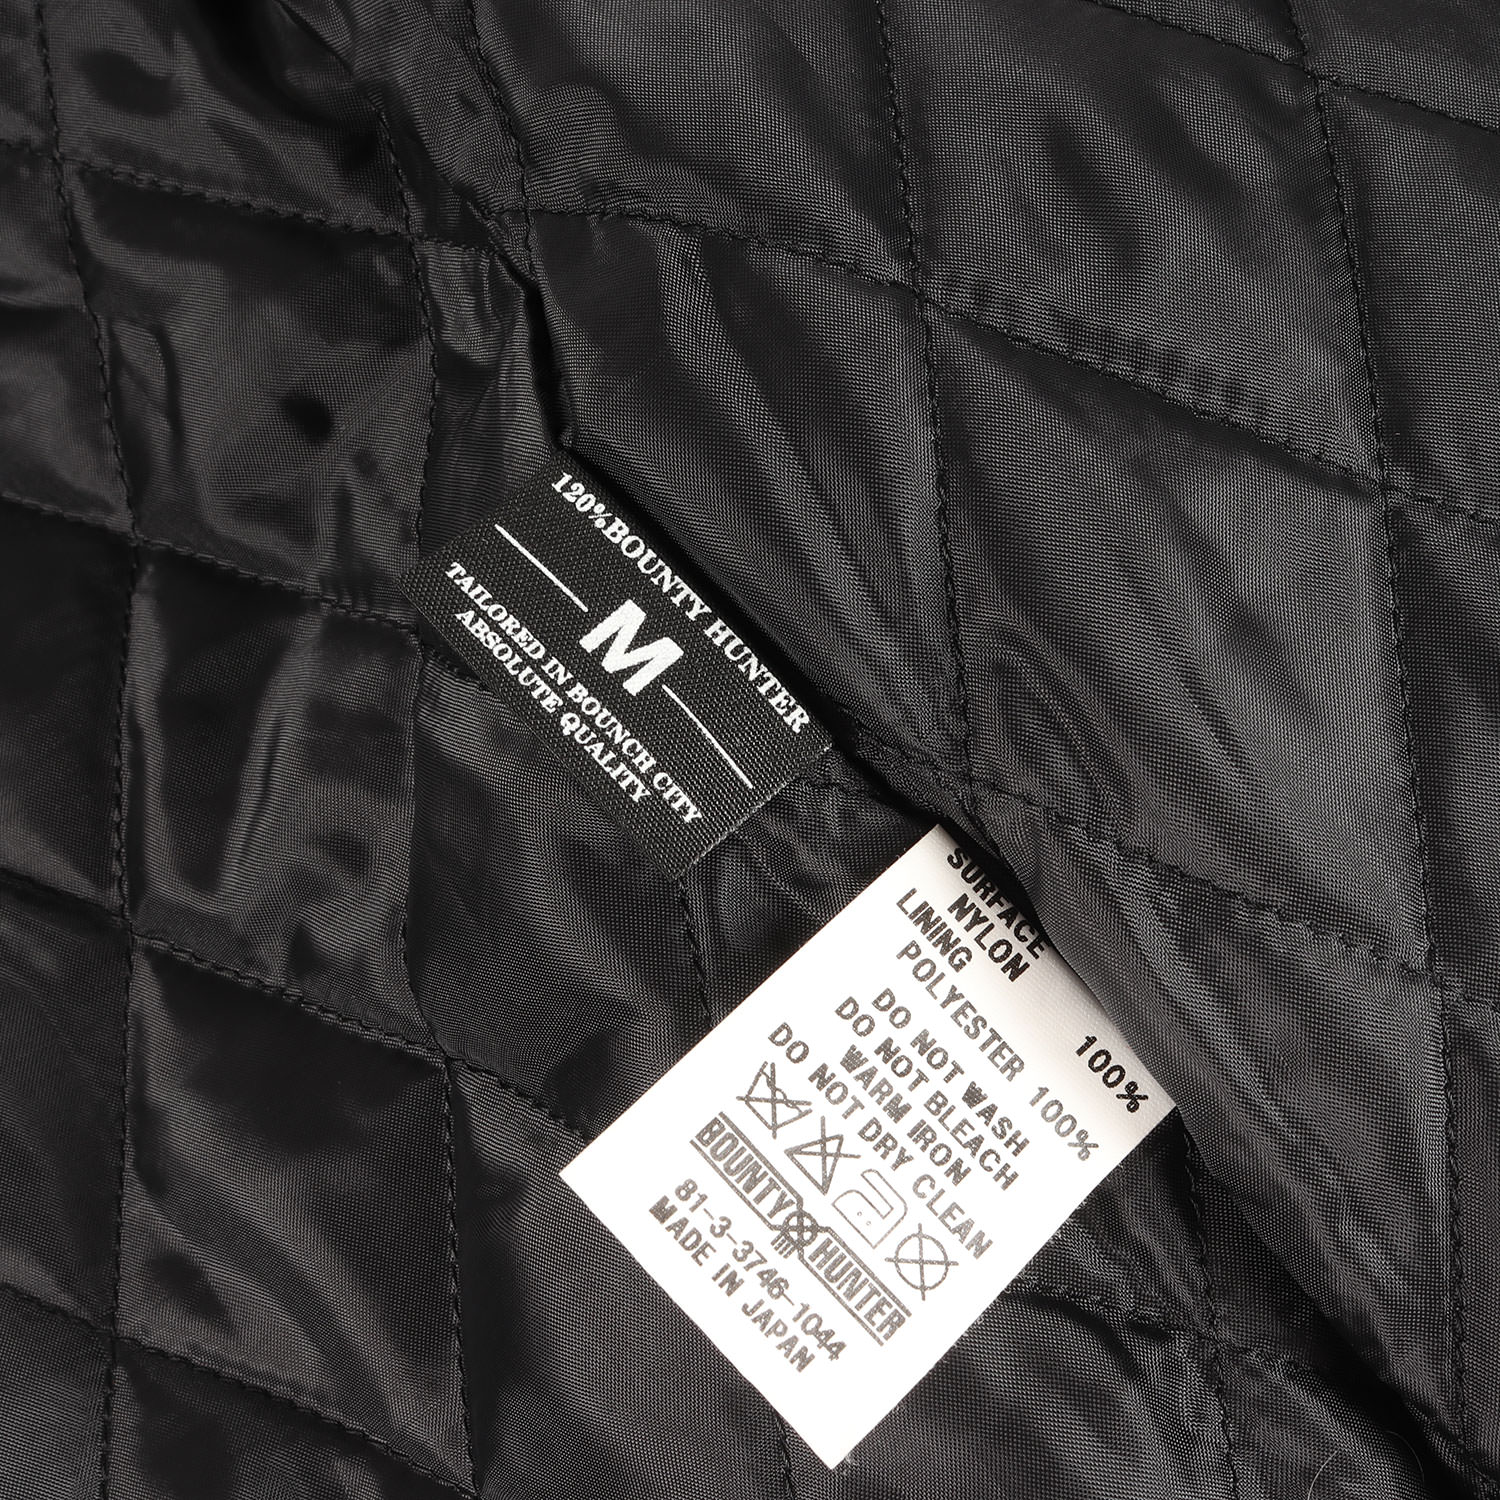 120%BOUNTY HUNTER
M
TAILORED IN BOUNCH CITY
ABSOLUTE QUALITY
SURFACE
NYLON 100%
LINING
POLYESTER 100%
DO NOT WASH
DO NOT BLEACH
WARM IRON
DO NOT DRY CLEAN
BOUNTY HUNTER
81-3-3746-1044
MADE IN JAPAN